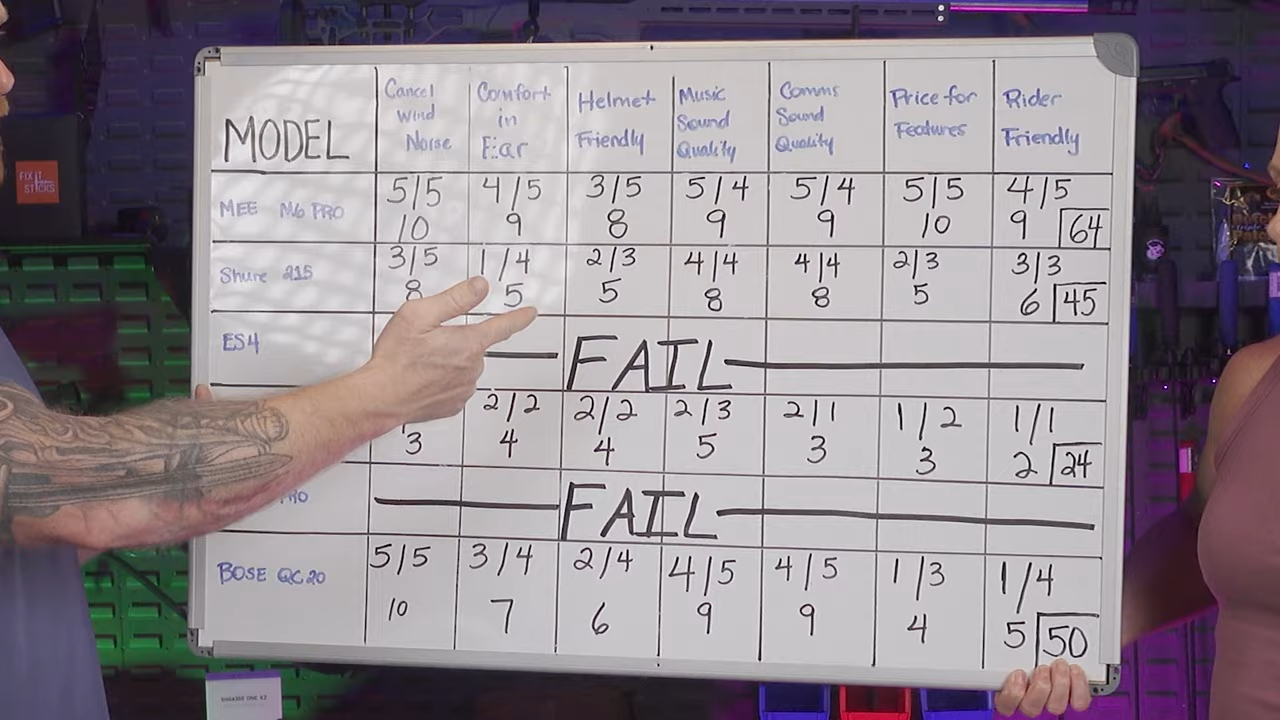 MODEL
Cancel Wind Noise
Comfort in Ear
Helmet Friendly
Music Sound Quality
Comms Sound Quality
Price for Features
Rider Friendly
MEE M6 PRO 5/5 4/5 3/5 5/4 5/4 5/5 4/5
10 9 8 9 9 10 9 64
Shure 215 3/5 1/4 2/3 4/4 4/4 2/3 3/3
8 5 5 8 8 5 6 45
ES4 FAIL
2/2 2/2 2/3 2/1 1/2 1/1
3 4 4 5 3 3 2 24
PRO FAIL
BOSE QC20 5/5 3/4 2/4 4/5 4/5 1/3 1/4
10 7 6 9 9 4 5 50
FIX IT
STICKS